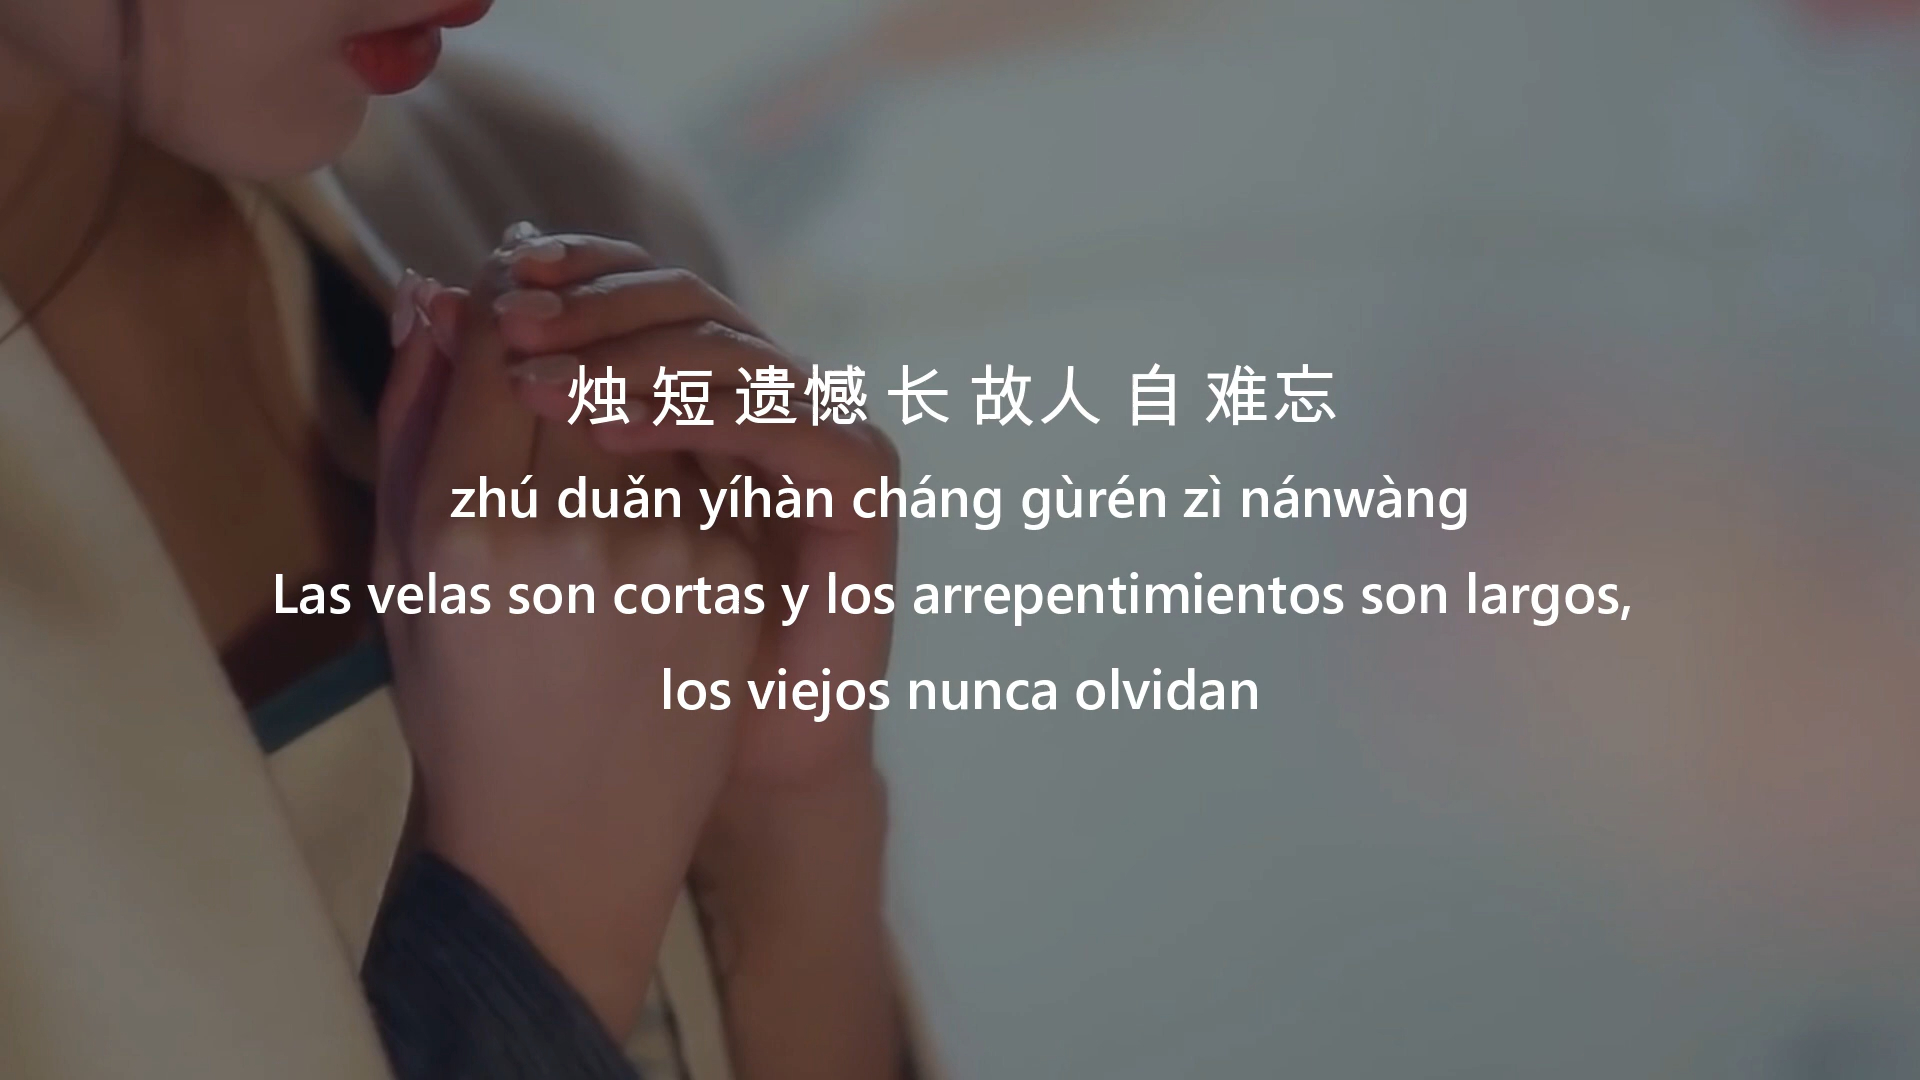 烛 短 遗憾 长 故人 自 难忘
zhú duǎn yíhàn cháng gùrén zì nánwàng
Las velas son cortas y los arrepentimientos son largos,
los viejos nunca olvidan